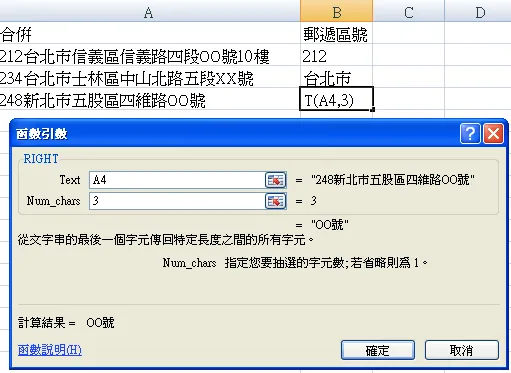 A B C D
合併 郵遞區號
212台北市信義區信義路四段OO號10樓 212
234台北市士林區中山北路五段XX號 台北市
248新北市五股區四維路OO號 T(A4,3)
函數引數
RIGHT
Text A4 = "248新北市五股區四維路OO號"
Num_chars 3 = 3
= "OO號"
從文字串的最後一個字元傳回特定長度之間的所有字元。
Num_chars 指定您要抽選的字元數;若省略則為 1。
計算結果 = OO號
函數說明(H) 確定 取消